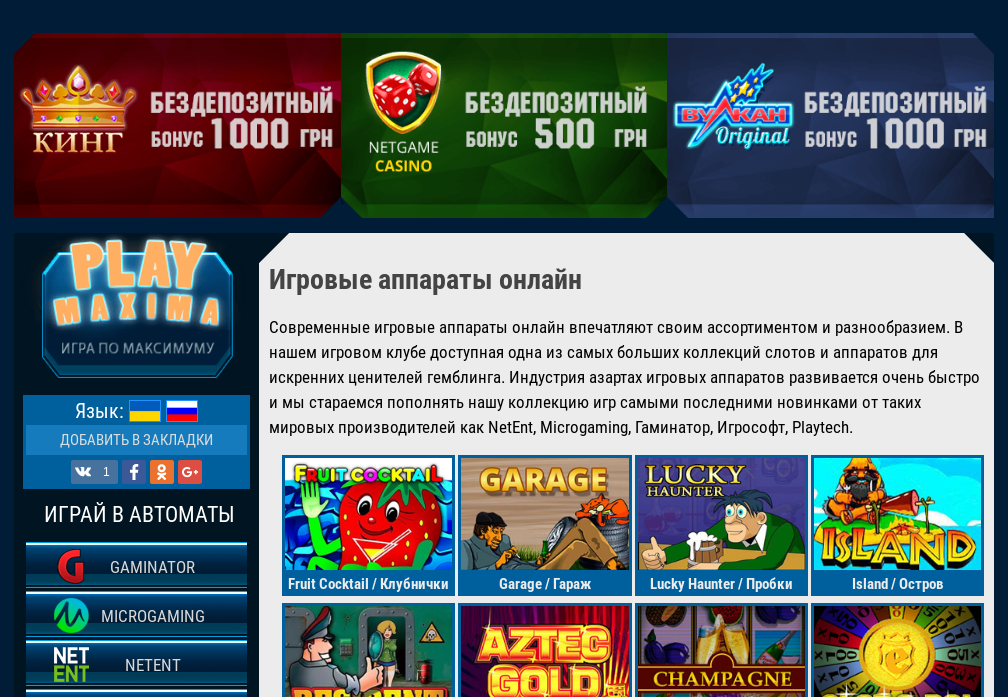 КИНГ
БЕЗДЕПОЗИТНЫЙ
БОНУС 1000 ГРН
NETGAME
CASINO
БЕЗДЕПОЗИТНЫЙ
БОНУС 500 ГРН
ВУЛКАН
Original
БЕЗДЕПОЗИТНЫЙ
БОНУС 1000 ГРН
PLAY
MAXIMA
ИГРА ПО МАКСИМУМУ
Язык:
ДОБАВИТЬ В ЗАКЛАДКИ
1
ИГРАЙ В АВТОМАТЫ
GAMINATOR
MICROGAMING
NET
ENT
NETENT
Игровые аппараты онлайн
Современные игровые аппараты онлайн впечатляют своим ассортиментом и разнообразием. В
нашем игровом клубе доступная одна из самых больших коллекций слотов и аппаратов для
искренних ценителей гемблинга. Индустрия азартах игровых аппаратов развивается очень быстро
и мы стараемся пополнять нашу коллекцию игр самыми последними новинками от таких
мировых производителей как NetEnt, Microgaming, Гаминатор, Игрософт, Playtech.
FRUIT COCKTAIL
Fruit Cocktail / Клубнички
GARAGE
Garage / Гараж
LUCKY
HAUNTER
Lucky Haunter / Пробки
ISLAND
Island / Остров
RESIDENT
AZTEC
GOLD
CHAMPAGNE